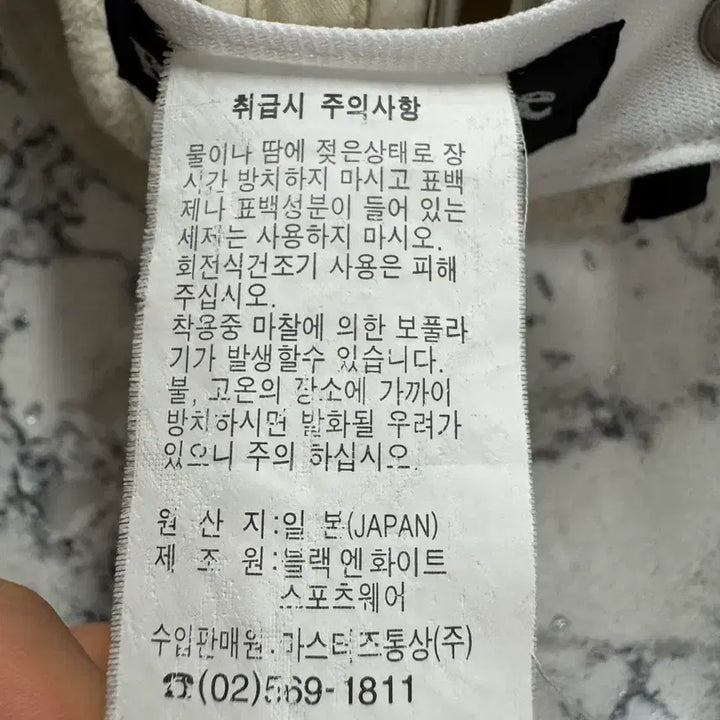 취급시 주의사항
물이나 땀에 젖은상태로 장
시간 방치하지 마시고 표백
제나 표백성분이 들어 있는
세제는 사용하지 마시오.
회전식건조기 사용은 피해
주십시오.
착용중 마찰에 의한 보풀라
기가 발생할수 있습니다.
불, 고온의 장소에 가까이
방치하시면 발화될 우려가
있으니 주의 하십시오.
원 산 지:일 본(JAPAN)
제 조 원:블랙엔화이트
스포츠웨어
수입판매원:마스터즈통상(주)
☎(02)569-1811